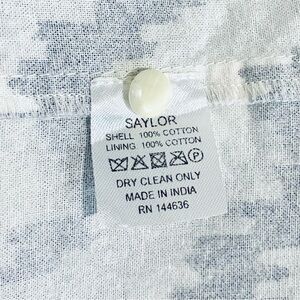 SAYLOR
SHELL 100% COTTON
LINING 100% COTTON
P
DRY CLEAN ONLY
MADE IN INDIA
RN 144636